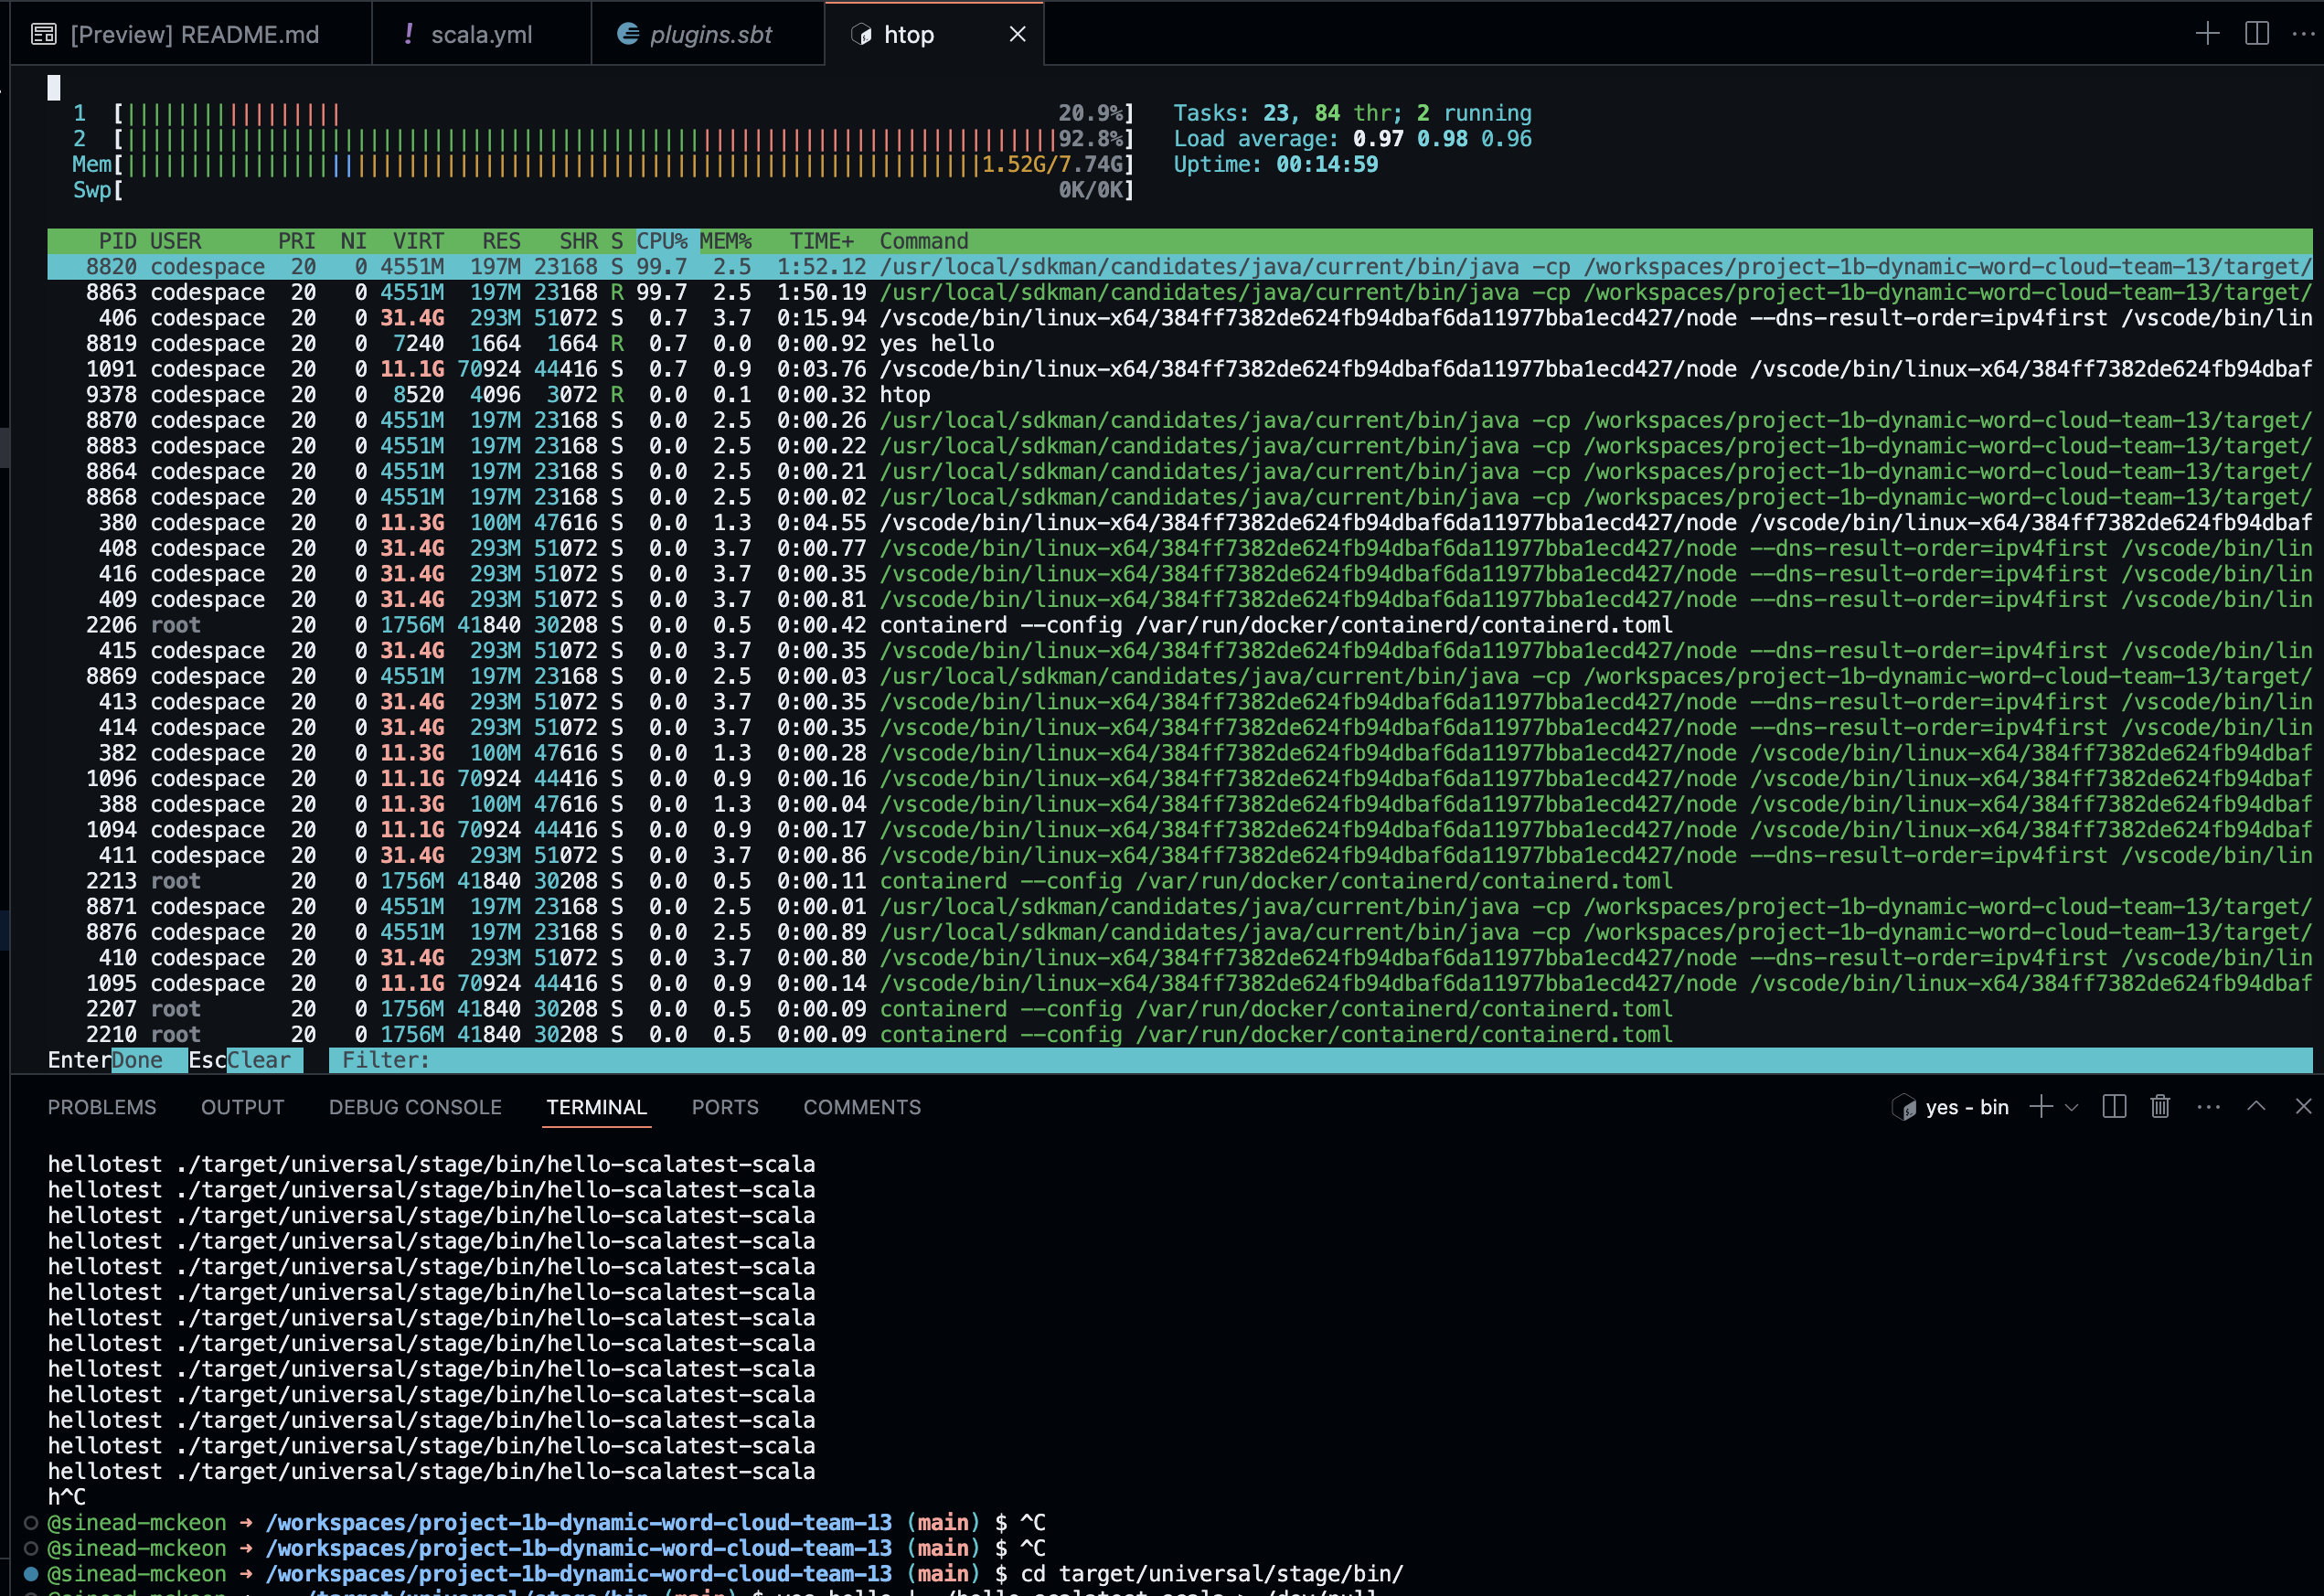 [Preview] README.md
! scala.yml
plugins.sbt
htop
1 [||||||||||||||||| 20.9%] Tasks: 23, 84 thr; 2 running
2 [||||||||||||||||||||||||||||||||||||||||||||||||||||||||||||||||||||||||92.8%] Load average: 0.97 0.98 0.96
Mem[|||||||||||||||||||||||||||||||||||||||||||||||||||||||||||||||||||1.52G/7.74G] Uptime: 00:14:59
Swp[ 0K/0K]
PID USER PRI NI VIRT RES SHR S CPU% MEM% TIME+ Command
8820 codespace 20 0 4551M 197M 23168 S 99.7 2.5 1:52.12 /usr/local/sdkman/candidates/java/current/bin/java -cp /workspaces/project-1b-dynamic-word-cloud-team-13/target/
8863 codespace 20 0 4551M 197M 23168 R 99.7 2.5 1:50.19 /usr/local/sdkman/candidates/java/current/bin/java -cp /workspaces/project-1b-dynamic-word-cloud-team-13/target/
406 codespace 20 0 31.4G 293M 51072 S 0.7 3.7 0:15.94 /vscode/bin/linux-x64/384ff7382de624fb94dbaf6da11977bba1ecd427/node --dns-result-order=ipv4first /vscode/bin/lin
8819 codespace 20 0 7240 1664 1664 R 0.7 0.0 0:00.92 yes hello
1091 codespace 20 0 11.1G 70924 44416 S 0.7 0.9 0:03.76 /vscode/bin/linux-x64/384ff7382de624fb94dbaf6da11977bba1ecd427/node /vscode/bin/linux-x64/384ff7382de624fb94dbaf
9378 codespace 20 0 8520 4096 3072 R 0.0 0.1 0:00.32 htop
8870 codespace 20 0 4551M 197M 23168 S 0.0 2.5 0:00.26 /usr/local/sdkman/candidates/java/current/bin/java -cp /workspaces/project-1b-dynamic-word-cloud-team-13/target/
8883 codespace 20 0 4551M 197M 23168 S 0.0 2.5 0:00.22 /usr/local/sdkman/candidates/java/current/bin/java -cp /workspaces/project-1b-dynamic-word-cloud-team-13/target/
8864 codespace 20 0 4551M 197M 23168 S 0.0 2.5 0:00.21 /usr/local/sdkman/candidates/java/current/bin/java -cp /workspaces/project-1b-dynamic-word-cloud-team-13/target/
8868 codespace 20 0 4551M 197M 23168 S 0.0 2.5 0:00.02 /usr/local/sdkman/candidates/java/current/bin/java -cp /workspaces/project-1b-dynamic-word-cloud-team-13/target/
380 codespace 20 0 11.3G 100M 47616 S 0.0 1.3 0:04.55 /vscode/bin/linux-x64/384ff7382de624fb94dbaf6da11977bba1ecd427/node /vscode/bin/linux-x64/384ff7382de624fb94dbaf
408 codespace 20 0 31.4G 293M 51072 S 0.0 3.7 0:00.77 /vscode/bin/linux-x64/384ff7382de624fb94dbaf6da11977bba1ecd427/node --dns-result-order=ipv4first /vscode/bin/lin
416 codespace 20 0 31.4G 293M 51072 S 0.0 3.7 0:00.35 /vscode/bin/linux-x64/384ff7382de624fb94dbaf6da11977bba1ecd427/node --dns-result-order=ipv4first /vscode/bin/lin
409 codespace 20 0 31.4G 293M 51072 S 0.0 3.7 0:00.81 /vscode/bin/linux-x64/384ff7382de624fb94dbaf6da11977bba1ecd427/node --dns-result-order=ipv4first /vscode/bin/lin
2206 root 20 0 1756M 41840 30208 S 0.0 0.5 0:00.42 containerd --config /var/run/docker/containerd/containerd.toml
415 codespace 20 0 31.4G 293M 51072 S 0.0 3.7 0:00.35 /vscode/bin/linux-x64/384ff7382de624fb94dbaf6da11977bba1ecd427/node --dns-result-order=ipv4first /vscode/bin/lin
8869 codespace 20 0 4551M 197M 23168 S 0.0 2.5 0:00.03 /usr/local/sdkman/candidates/java/current/bin/java -cp /workspaces/project-1b-dynamic-word-cloud-team-13/target/
413 codespace 20 0 31.4G 293M 51072 S 0.0 3.7 0:00.35 /vscode/bin/linux-x64/384ff7382de624fb94dbaf6da11977bba1ecd427/node --dns-result-order=ipv4first /vscode/bin/lin
414 codespace 20 0 31.4G 293M 51072 S 0.0 3.7 0:00.35 /vscode/bin/linux-x64/384ff7382de624fb94dbaf6da11977bba1ecd427/node --dns-result-order=ipv4first /vscode/bin/lin
382 codespace 20 0 11.3G 100M 47616 S 0.0 1.3 0:00.28 /vscode/bin/linux-x64/384ff7382de624fb94dbaf6da11977bba1ecd427/node /vscode/bin/linux-x64/384ff7382de624fb94dbaf
1096 codespace 20 0 11.1G 70924 44416 S 0.0 0.9 0:00.16 /vscode/bin/linux-x64/384ff7382de624fb94dbaf6da11977bba1ecd427/node /vscode/bin/linux-x64/384ff7382de624fb94dbaf
388 codespace 20 0 11.3G 100M 47616 S 0.0 1.3 0:00.04 /vscode/bin/linux-x64/384ff7382de624fb94dbaf6da11977bba1ecd427/node /vscode/bin/linux-x64/384ff7382de624fb94dbaf
1094 codespace 20 0 11.1G 70924 44416 S 0.0 0.9 0:00.17 /vscode/bin/linux-x64/384ff7382de624fb94dbaf6da11977bba1ecd427/node /vscode/bin/linux-x64/384ff7382de624fb94dbaf
411 codespace 20 0 31.4G 293M 51072 S 0.0 3.7 0:00.86 /vscode/bin/linux-x64/384ff7382de624fb94dbaf6da11977bba1ecd427/node --dns-result-order=ipv4first /vscode/bin/lin
2213 root 20 0 1756M 41840 30208 S 0.0 0.5 0:00.11 containerd --config /var/run/docker/containerd/containerd.toml
8871 codespace 20 0 4551M 197M 23168 S 0.0 2.5 0:00.01 /usr/local/sdkman/candidates/java/current/bin/java -cp /workspaces/project-1b-dynamic-word-cloud-team-13/target/
8876 codespace 20 0 4551M 197M 23168 S 0.0 2.5 0:00.89 /usr/local/sdkman/candidates/java/current/bin/java -cp /workspaces/project-1b-dynamic-word-cloud-team-13/target/
410 codespace 20 0 31.4G 293M 51072 S 0.0 3.7 0:00.80 /vscode/bin/linux-x64/384ff7382de624fb94dbaf6da11977bba1ecd427/node --dns-result-order=ipv4first /vscode/bin/lin
1095 codespace 20 0 11.1G 70924 44416 S 0.0 0.9 0:00.14 /vscode/bin/linux-x64/384ff7382de624fb94dbaf6da11977bba1ecd427/node /vscode/bin/linux-x64/384ff7382de624fb94dbaf
2207 root 20 0 1756M 41840 30208 S 0.0 0.5 0:00.09 containerd --config /var/run/docker/containerd/containerd.toml
2210 root 20 0 1756M 41840 30208 S 0.0 0.5 0:00.09 containerd --config /var/run/docker/containerd/containerd.toml
EnterDone EscClear Filter:
PROBLEMS OUTPUT DEBUG CONSOLE TERMINAL PORTS COMMENTS yes - bin
hellotest ./target/universal/stage/bin/hello-scalatest-scala
hellotest ./target/universal/stage/bin/hello-scalatest-scala
hellotest ./target/universal/stage/bin/hello-scalatest-scala
hellotest ./target/universal/stage/bin/hello-scalatest-scala
hellotest ./target/universal/stage/bin/hello-scalatest-scala
hellotest ./target/universal/stage/bin/hello-scalatest-scala
hellotest ./target/universal/stage/bin/hello-scalatest-scala
hellotest ./target/universal/stage/bin/hello-scalatest-scala
hellotest ./target/universal/stage/bin/hello-scalatest-scala
hellotest ./target/universal/stage/bin/hello-scalatest-scala
hellotest ./target/universal/stage/bin/hello-scalatest-scala
hellotest ./target/universal/stage/bin/hello-scalatest-scala
hellotest ./target/universal/stage/bin/hello-scalatest-scala
h^C
@sinead-mckeon ➜ /workspaces/project-1b-dynamic-word-cloud-team-13 (main) $ ^C
@sinead-mckeon ➜ /workspaces/project-1b-dynamic-word-cloud-team-13 (main) $ ^C
@sinead-mckeon ➜ /workspaces/project-1b-dynamic-word-cloud-team-13 (main) $ cd target/universal/stage/bin/